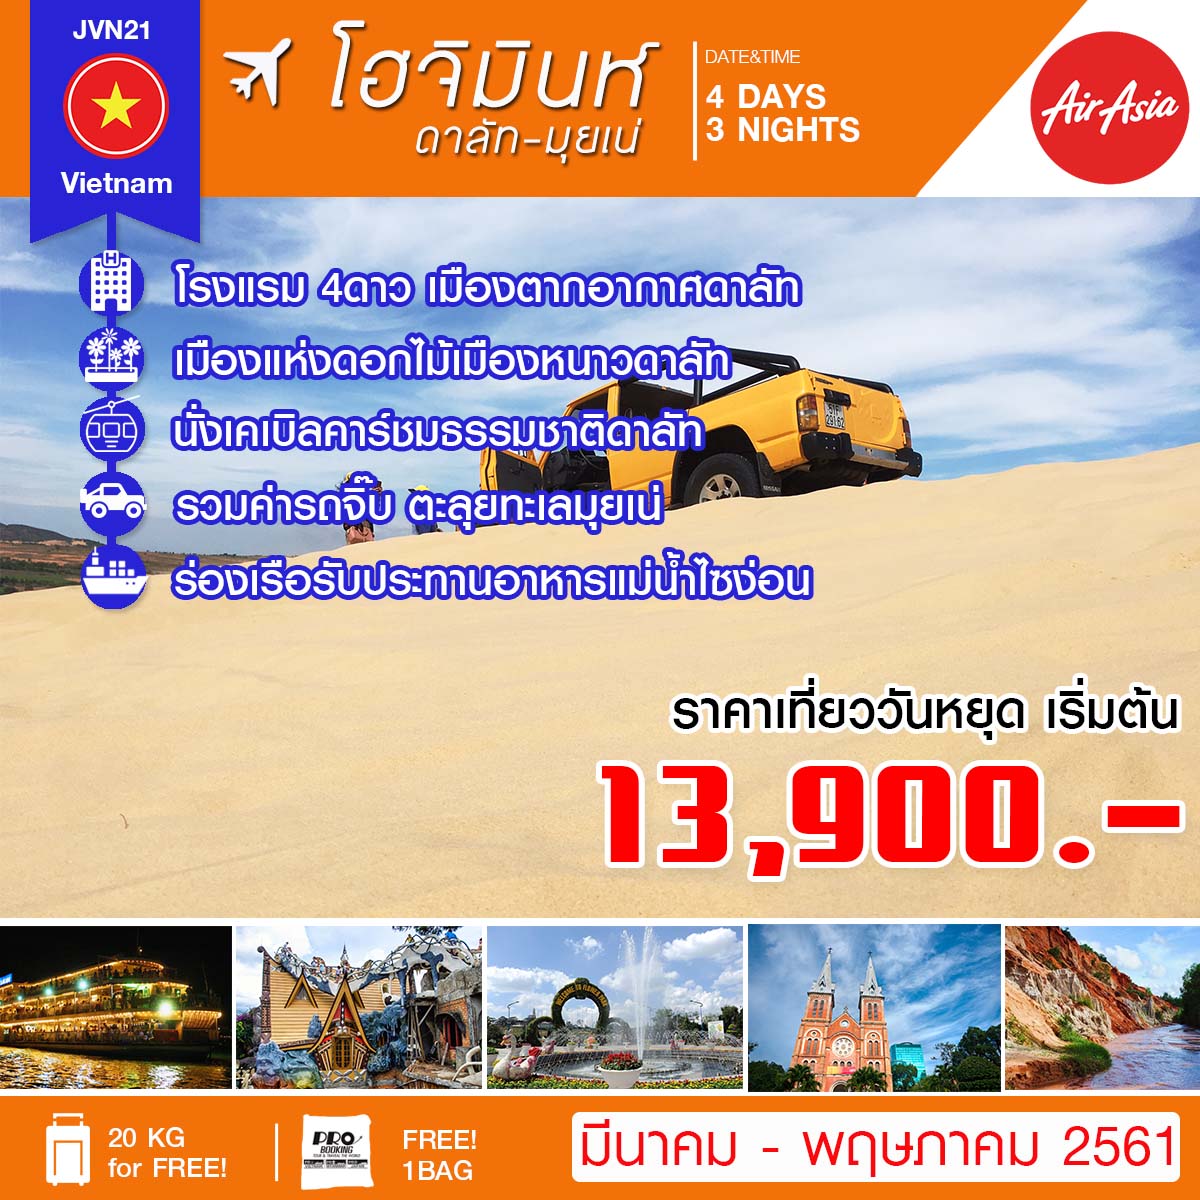 JVN21
Vietnam
โฮจิมินห์
ดาลัท-มุยเน่
DATE&TIME
4 DAYS
3 NIGHTS
AirAsia
โรงแรม 4ดาว เมืองตากอากาศดาลัท
เมืองแห่งดอกไม้เมืองหนาวดาลัท
นั่งเคเบิลคาร์ชมธรรมชาติดาลัท
รวมค่ารถจิ๊บ ตะลุยทะเลมุยเน่
ร่องเรือรับประทานอาหารแม่น้ำไซง่อน
ราคาเที่ยววันหยุด เริ่มต้น
13,900.-
20 KG
for FREE!
PRO
BOOKING
FREE!
1BAG
มีนาคม - พฤษภาคม 2561